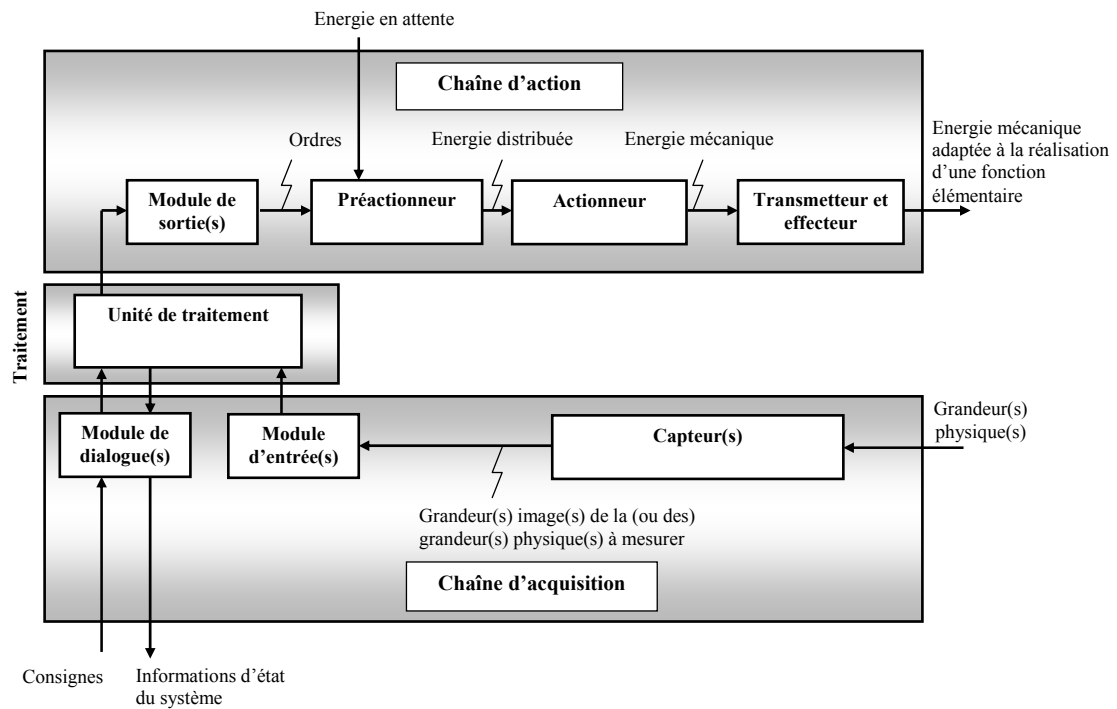 Energie en attente
Chaîne d’action
Ordres
Energie distribuée
Energie mécanique
Energie mécanique
adaptée à la réalisation
d’une fonction
élémentaire
Module de
sortie(s)
Préactionneur
Actionneur
Transmetteur et
effecteur
Traitement
Unité de traitement
Module de
dialogue(s)
Module
d’entrée(s)
Capteur(s)
Grandeur(s)
physique(s)
Grandeur(s) image(s) de la (ou des)
grandeur(s) physique(s) à mesurer
Chaîne d’acquisition
Consignes
Informations d’état
du système